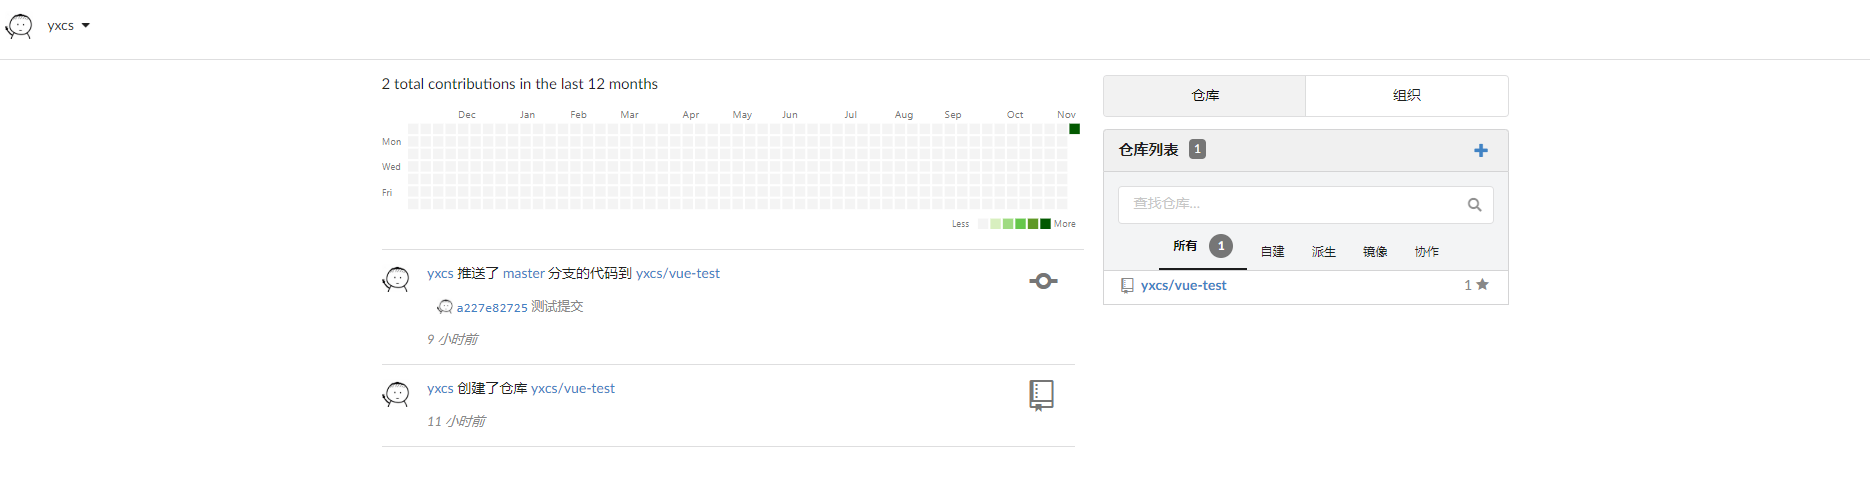 yxcs
2 total contributions in the last 12 months
Dec Jan Feb Mar Apr May Jun Jul Aug Sep Oct Nov
Mon
Wed
Fri
Less More
yxcs 推送了 master 分支的代码到 yxcs/vue-test
a227e82725 测试提交
9 小时前
yxcs 创建了仓库 yxcs/vue-test
11 小时前
仓库 组织
仓库列表 1
查找仓库...
所有 1 自建 派生 镜像 协作
yxcs/vue-test 1